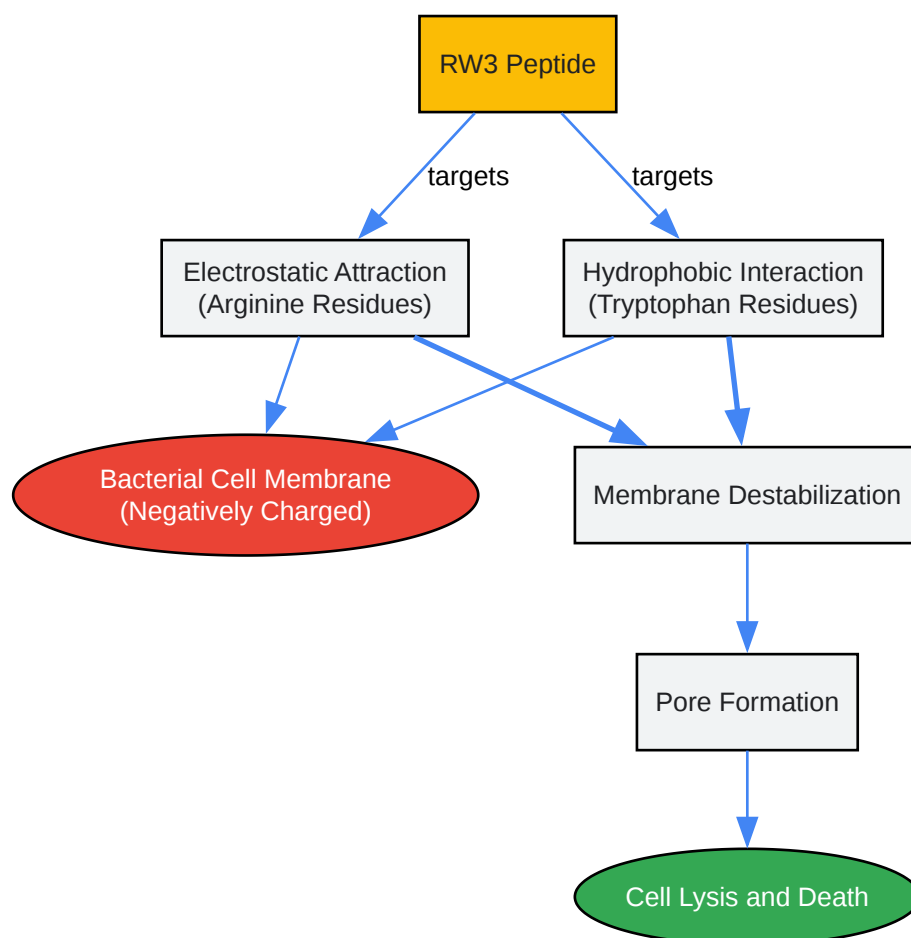 RW3 Peptide
targets
targets
Electrostatic Attraction
(Arginine Residues)
Hydrophobic Interaction
(Tryptophan Residues)
Bacterial Cell Membrane
(Negatively Charged)
Membrane Destabilization
Pore Formation
Cell Lysis and Death